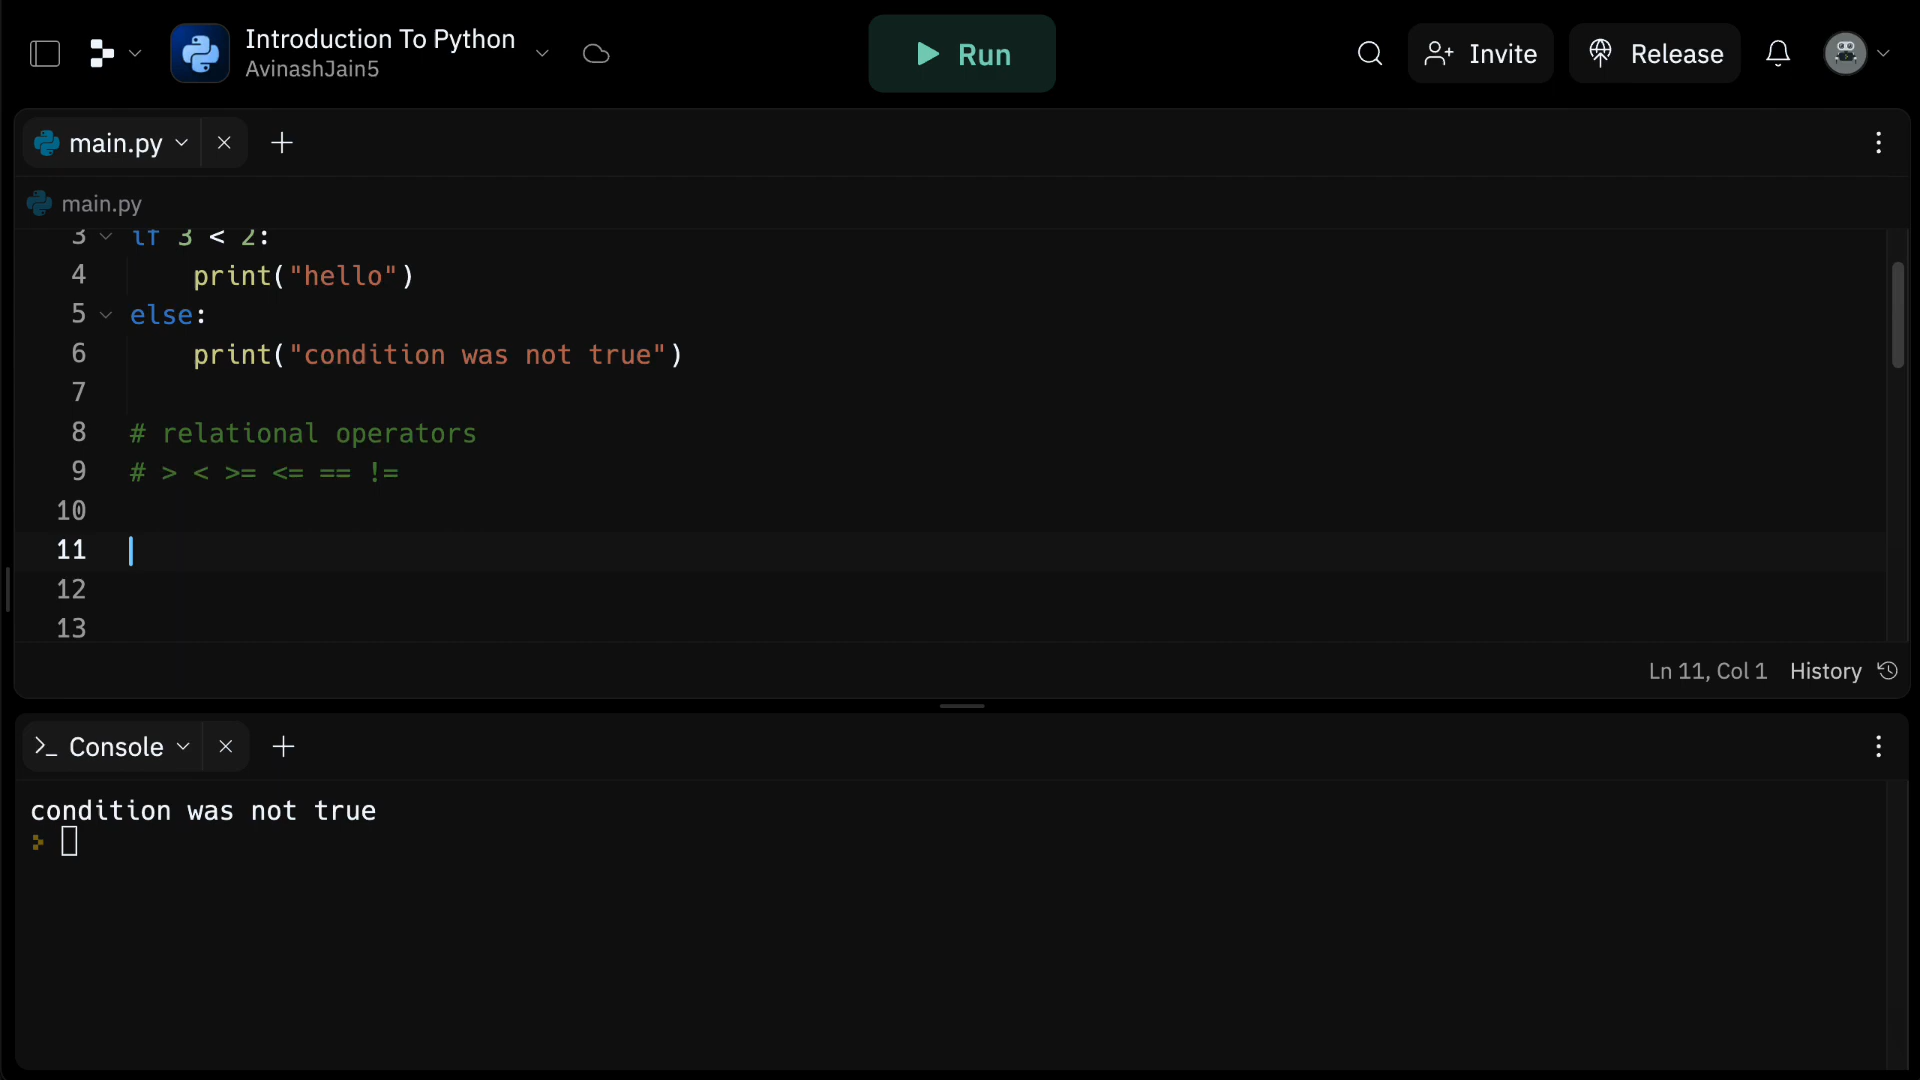 Introduction To Python
AvinashJain5
Run
Invite
Release
main.py
main.py
3 if 3 < 2:
4 print("hello")
5 else:
6 print("condition was not true")
7
8 # relational operators
9 # > < >= <= == !=
10
11
12
13
Ln 11, Col 1 History
>_ Console
condition was not true